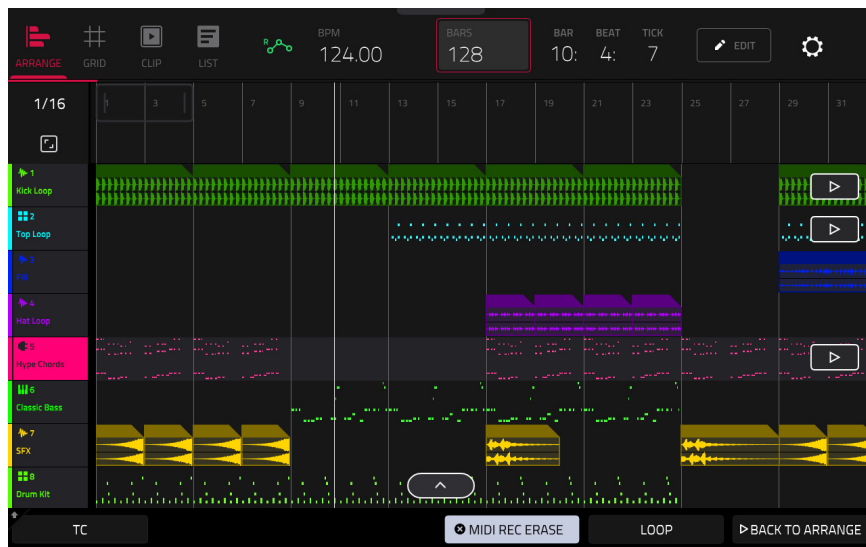 ARRANGE GRID CLIP LIST R BPM 124.00 BARS 128 BAR 10: BEAT 4: TICK 7 EDIT
1/16 1 3 5 7 9 11 13 15 17 19 21 23 25 27 29 31
1
Kick Loop
2
Top Loop
3
Fill
4
Hat Loop
5
Hype Chords
6
Classic Bass
7
SFX
8
Drum Kit
TC MIDI REC ERASE LOOP BACK TO ARRANGE